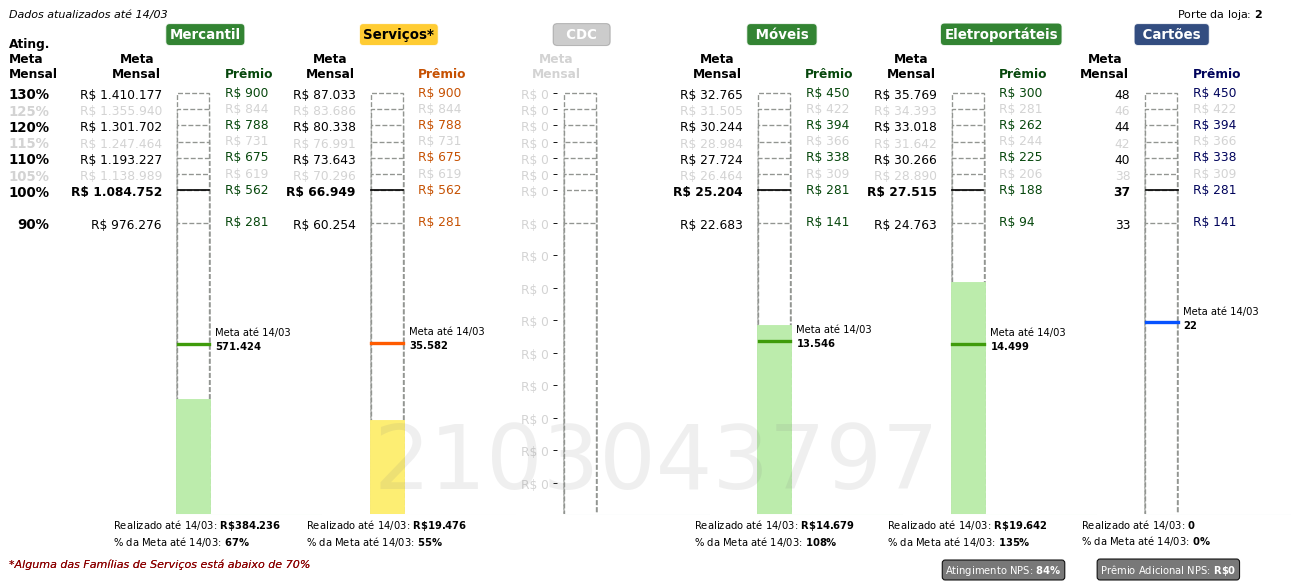 Dados atualizados até 14/03
Porte da loja: 2
Mercantil Serviços* CDC Móveis Eletroportáteis Cartões
Ating. Meta Mensal
Meta Mensal Prêmio Meta Mensal Prêmio Meta Mensal Meta Mensal Prêmio Meta Mensal Prêmio Meta Mensal Prêmio
130% R$ 1.410.177 R$ 900 R$ 87.033 R$ 900 R$ 0 R$ 32.765 R$ 450 R$ 35.769 R$ 300 48 R$ 450
125% R$ 1.355.940 R$ 844 R$ 83.686 R$ 844 R$ 0 R$ 31.505 R$ 422 R$ 34.393 R$ 281 46 R$ 422
120% R$ 1.301.702 R$ 788 R$ 80.338 R$ 788 R$ 0 R$ 30.244 R$ 394 R$ 33.018 R$ 262 44 R$ 394
115% R$ 1.247.464 R$ 731 R$ 76.991 R$ 731 R$ 0 R$ 28.984 R$ 366 R$ 31.642 R$ 244 42 R$ 366
110% R$ 1.193.227 R$ 675 R$ 73.643 R$ 675 R$ 0 R$ 27.724 R$ 338 R$ 30.266 R$ 225 40 R$ 338
105% R$ 1.138.989 R$ 619 R$ 70.296 R$ 619 R$ 0 R$ 26.464 R$ 309 R$ 28.890 R$ 206 38 R$ 309
100% R$ 1.084.752 R$ 562 R$ 66.949 R$ 562 R$ 0 R$ 25.204 R$ 281 R$ 27.515 R$ 188 37 R$ 281
90% R$ 976.276 R$ 281 R$ 60.254 R$ 281 R$ 0 R$ 22.683 R$ 141 R$ 24.763 R$ 94 33 R$ 141
R$ 0
R$ 0
R$ 0
R$ 0
R$ 0
R$ 0
R$ 0
R$ 0
Meta até 14/03
571.424
Meta até 14/03
35.582
Meta até 14/03
13.546
Meta até 14/03
14.499
Meta até 14/03
22
2103043797
Realizado até 14/03: R$384.236
% da Meta até 14/03: 67%
Realizado até 14/03: R$19.476
% da Meta até 14/03: 55%
Realizado até 14/03: R$14.679
% da Meta até 14/03: 108%
Realizado até 14/03: R$19.642
% da Meta até 14/03: 135%
Realizado até 14/03: 0
% da Meta até 14/03: 0%
*Alguma das Famílias de Serviços está abaixo de 70%
Atingimento NPS: 84%
Prêmio Adicional NPS: R$0